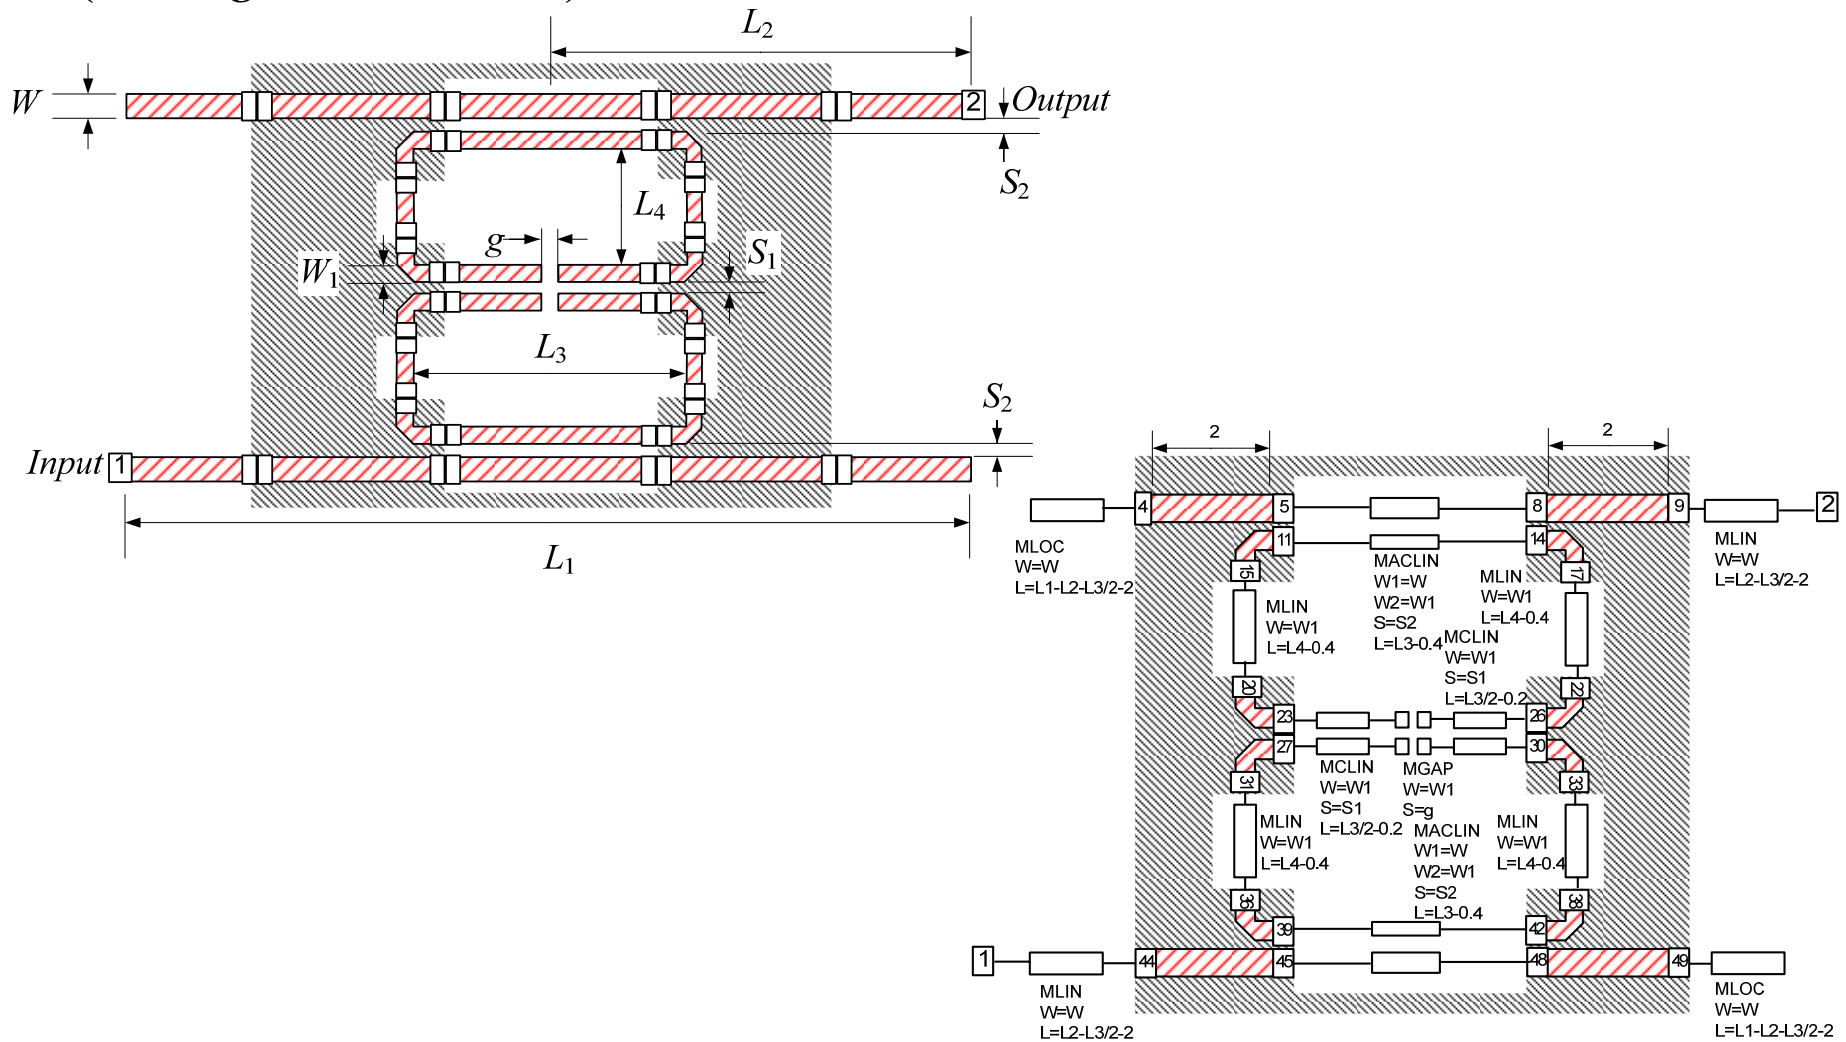 L2
W
2
Output
S2
L4
g
S1
W1
L3
S2
Input
1
L1
2
2
4
5
8
9
2
MLOC
W=W
L=L1-L2-L3/2-2
11
14
MLIN
W=W
L=L2-L3/2-2
15
17
MACLIN
W1=W
W2=W1
S=S2
L=L3-0.4
MLIN
W=W1
L=L4-0.4
MLIN
W=W1
L=L4-0.4
MCLIN
W=W1
S=S1
L=L3/2-0.2
20
22
23
26
27
30
31
33
MCLIN
W=W1
S=S1
L=L3/2-0.2
MGAP
W=W1
S=g
MLIN
W=W1
L=L4-0.4
MACLIN
W1=W
W2=W1
S=S2
L=L3-0.4
MLIN
W=W1
L=L4-0.4
36
38
39
42
1
44
45
48
49
MLIN
W=W
L=L2-L3/2-2
MLOC
W=W
L=L1-L2-L3/2-2